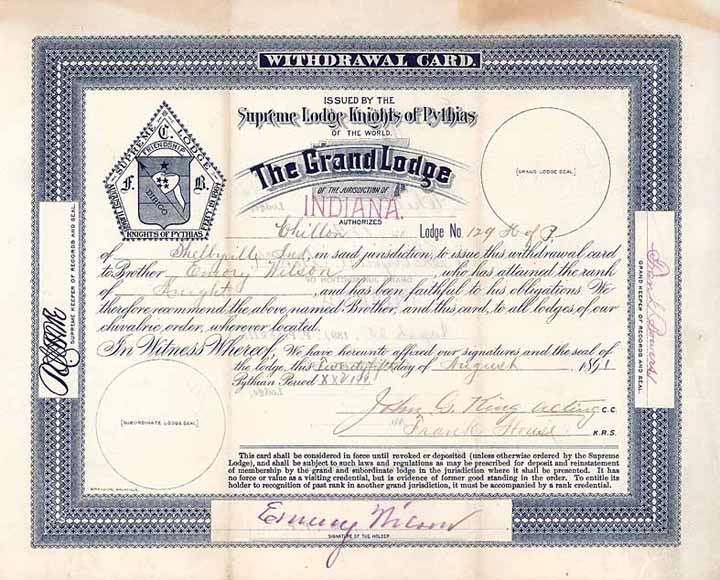 WITHDRAWAL CARD.
ISSUED BY THE
Supreme Lodge Knights of Pythias
OF THE WORLD.
The Grand Lodge
OF THE JURISDICTION OF
INDIANA.
AUTHORIZES
SUPREME LODGE
FRIENDSHIP
F. C. B.
KNIGHTS OF PYTHIAS
(GRAND LODGE SEAL)
Chillon Lodge No. 129 K of P.
of Shelbyville Ind, in said jurisdiction, to issue this withdrawal card
to Brother Emory Wilson, who has attained the rank
of Knight, and has been faithful to his obligations. We
therefore recommend the above named Brother, and this card, to all lodges of our
chivalric order, wherever located.
In Witness Whereof, We have hereunto affixed our signatures and the seal of
the lodge, this day of August 1891
Pythian Period XXVIII
John G. King Acting C.C.
Frank House K.R.S.
(SUBORDINATE LODGE SEAL)
SUPREME KEEPER OF RECORDS AND SEAL.
GRAND KEEPER OF RECORDS AND SEAL.
This card shall be considered in force until revoked or deposited (unless otherwise ordered by the Supreme
Lodge), and shall be subject to such laws and regulations as may be prescribed for deposit and reinstatement
of membership by the grand and subordinate lodge in the jurisdiction where it shall be presented. It has
no force or value as a visiting credential, but is evidence of former good standing in the order. To entitle its
holder to recognition of past rank in another grand jurisdiction, it must be accompanied by a rank credential.
Emory Wilson
SIGNATURE OF THE HOLDER